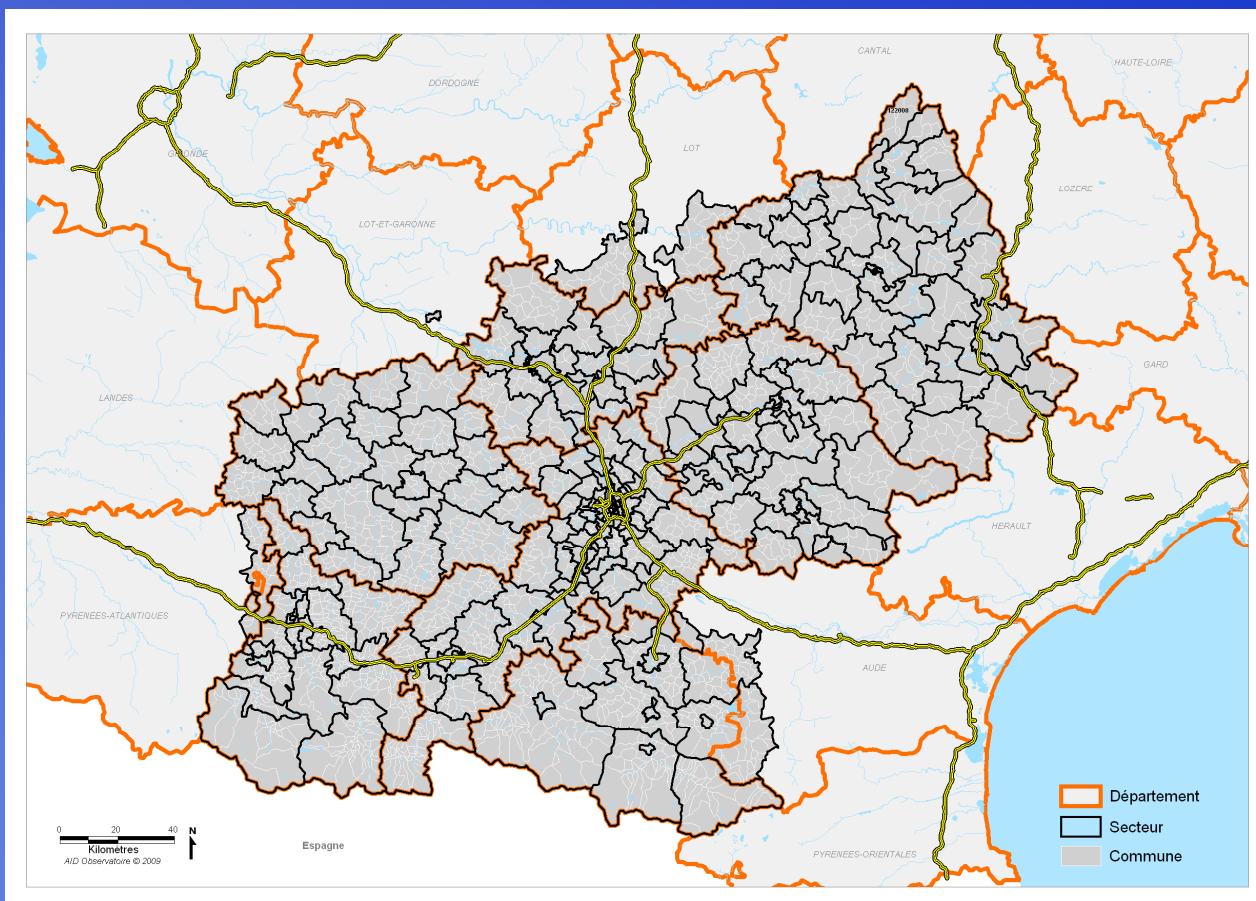 CANTAL
HAUTE-LOIRE
DORDOGNE
122008
LOT
GIRONDE
LOZERE
LOT-ET-GARONNE
GARD
LANDES
HERAULT
PYRENEES-ATLANTIQUES
AUDE
Département
Secteur
Commune
0 20 40
Kilomètres
N
AID Observatoire © 2009
Espagne
PYRENEES-ORIENTALES